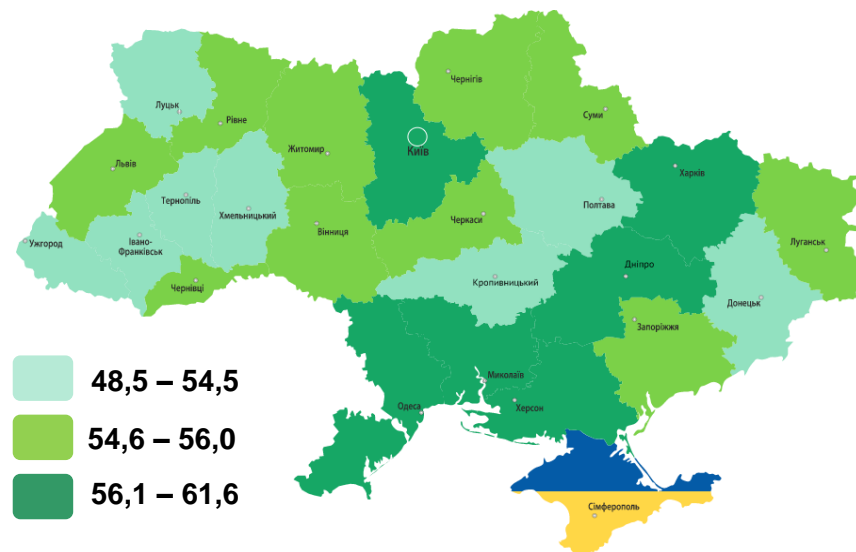 Чернігів
Луцьк
Рівне
Суми
Житомир
Київ
Львів
Харків
Тернопіль
Хмельницький
Полтава
Черкаси
Вінниця
Ужгород
Івано-
Франківськ
Луганськ
Дніпро
Кропивницький
Чернівці
Донецьк
Запоріжжя
Миколаїв
Одеса
Херсон
Сімферополь
48,5 – 54,5
54,6 – 56,0
56,1 – 61,6